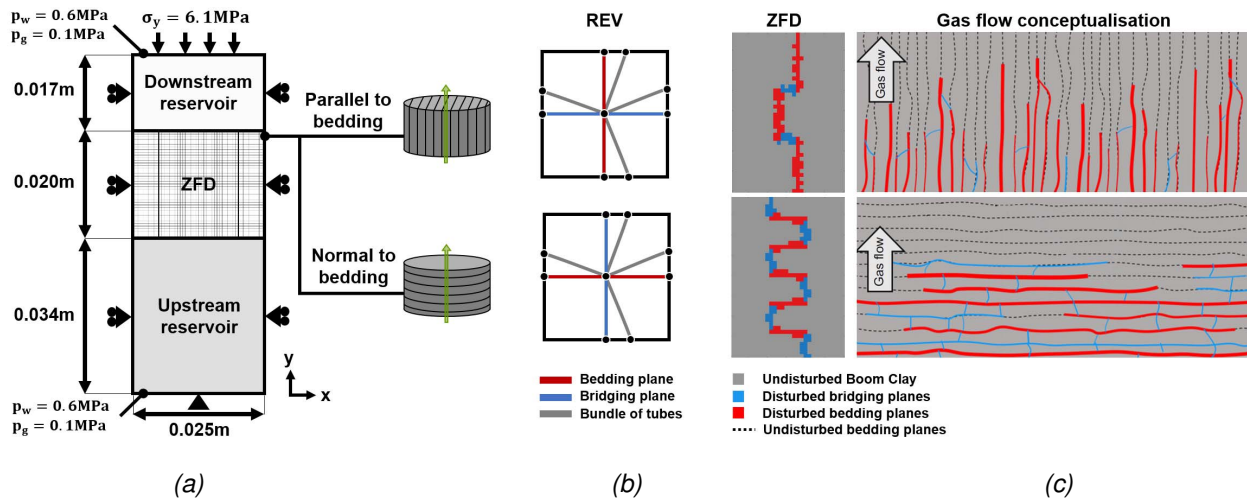 p_w = 0.6MPa
p_g = 0.1MPa
σ_y = 6.1MPa
0.017m
Downstream
reservoir
0.020m
ZFD
0.034m
Upstream
reservoir
p_w = 0.6MPa
p_g = 0.1MPa
0.025m
y
x
Parallel to
bedding
Normal to
bedding
(a)
REV
Bedding plane
Bridging plane
Bundle of tubes
(b)
ZFD
Gas flow conceptualisation
Gas flow
Gas flow
Undisturbed Boom Clay
Disturbed bridging planes
Disturbed bedding planes
Undisturbed bedding planes
(c)